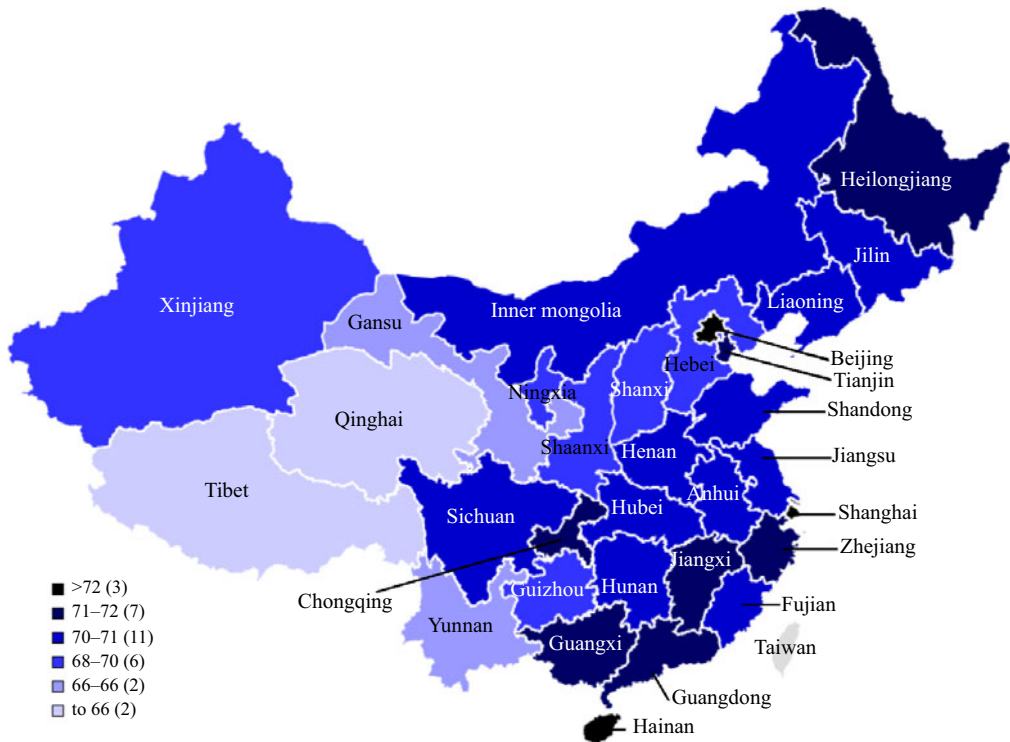 Heilongjiang
Jilin
Xinjiang
Inner mongolia
Liaoning
Gansu
Beijing
Hebei
Tianjin
Ningxia
Shanxi
Shandong
Qinghai
Shaanxi
Henan
Jiangsu
Tibet
Anhui
Sichuan
Hubei
Shanghai
Zhejiang
Jiangxi
>72 (3)
Guizhou
Hunan
71–72 (7)
Chongqing
Fujian
70–71 (11)
Yunnan
Guangxi
Taiwan
68–70 (6)
66–66 (2)
Guangdong
to 66 (2)
Hainan